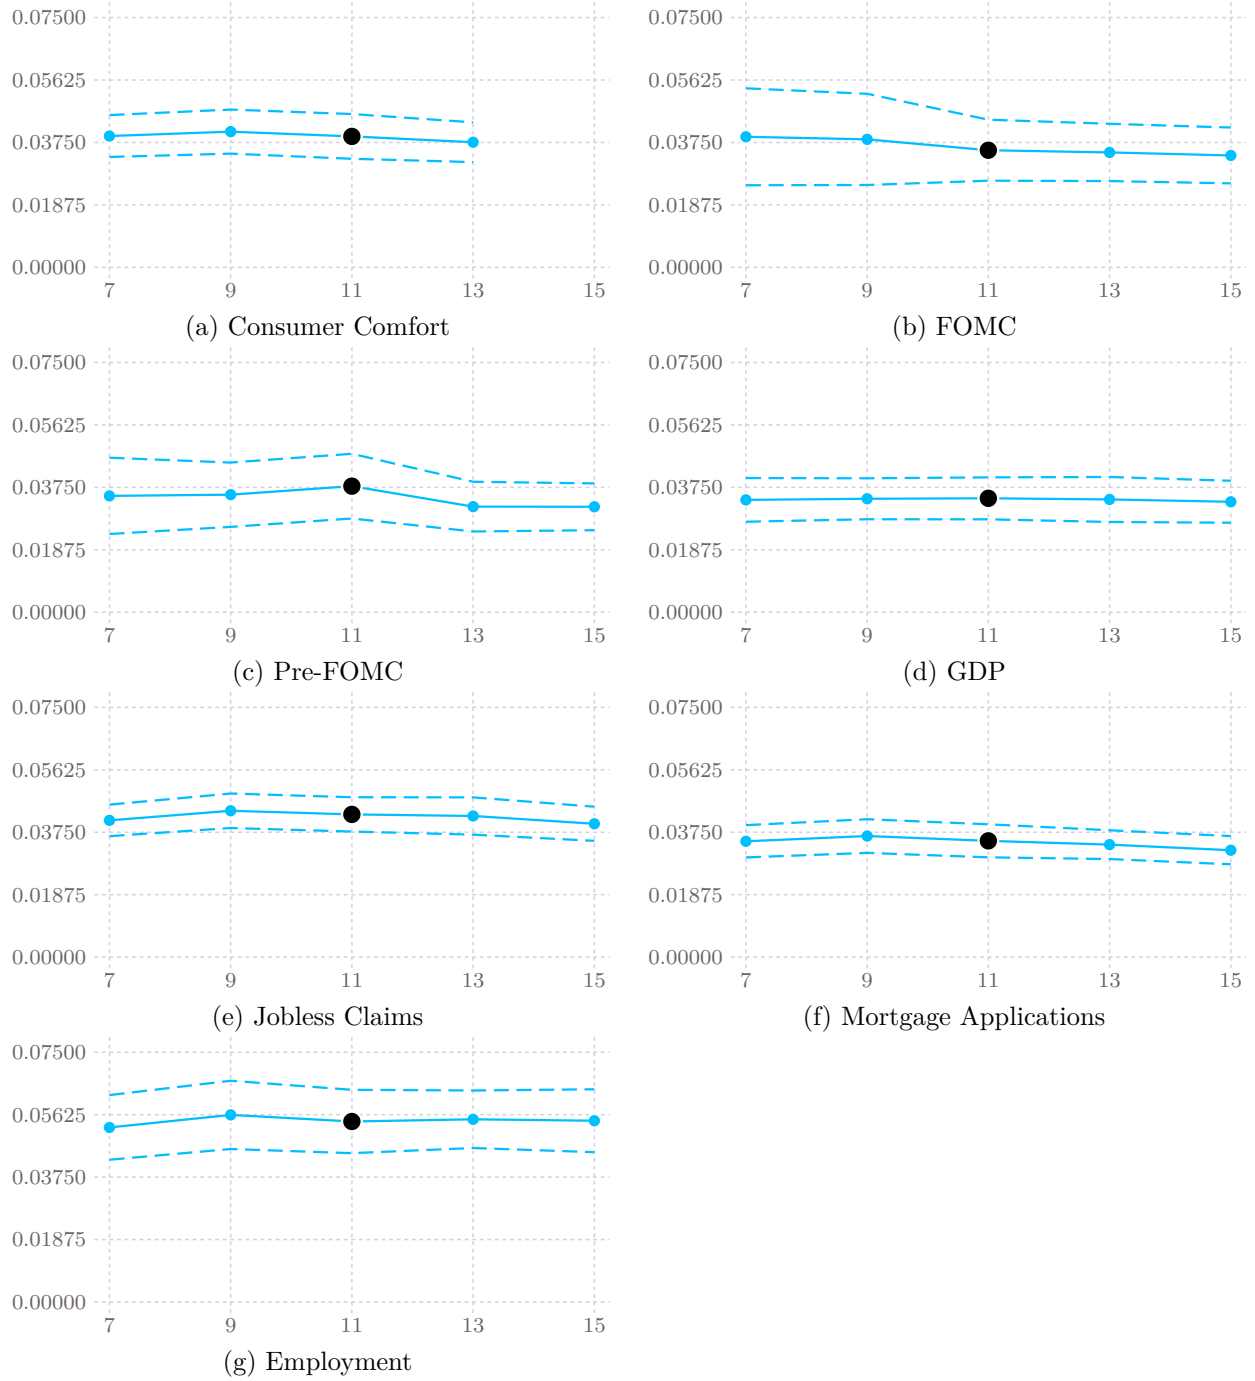 0.07500
0.05625
0.03750
0.01875
0.00000
7 9 11 13 15
(a) Consumer Comfort
0.07500
0.05625
0.03750
0.01875
0.00000
7 9 11 13 15
(b) FOMC
0.07500
0.05625
0.03750
0.01875
0.00000
7 9 11 13 15
(c) Pre-FOMC
0.07500
0.05625
0.03750
0.01875
0.00000
7 9 11 13 15
(d) GDP
0.07500
0.05625
0.03750
0.01875
0.00000
7 9 11 13 15
(e) Jobless Claims
0.07500
0.05625
0.03750
0.01875
0.00000
7 9 11 13 15
(f) Mortgage Applications
0.07500
0.05625
0.03750
0.01875
0.00000
7 9 11 13 15
(g) Employment